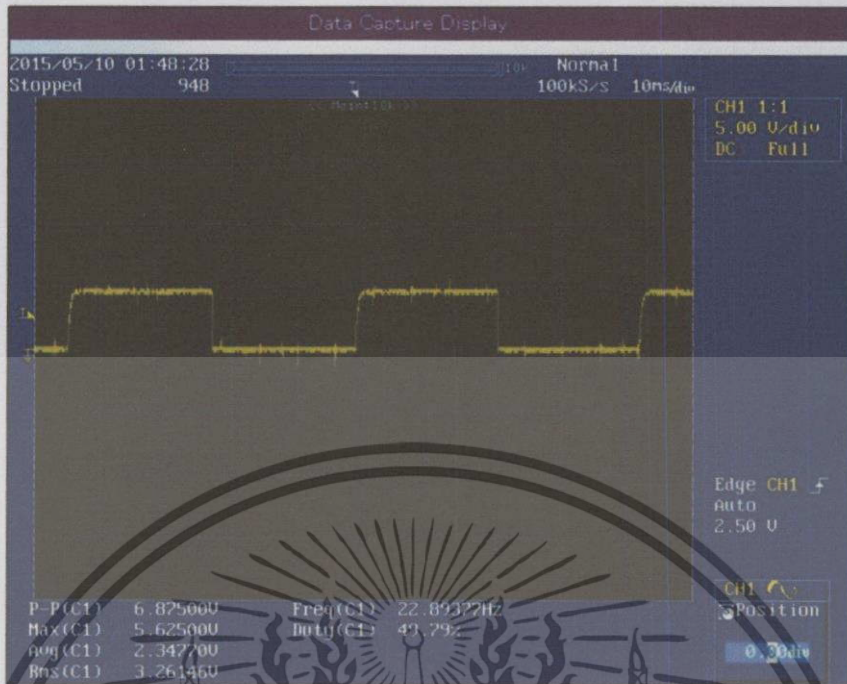 Data Capture Display
2015/05/10 01:48:28 10k Normal
Stopped 948 100kS/s 10ms/div
CH1 1:1
5.00 V/div
DC Full
Edge CH1
Auto
2.50 V
CH1
Position
P-P(C1) 6.87500V Freq(C1) 22.89377Hz
Max(C1) 5.62500V Duty(C1) 49.79%
Avg(C1) 2.34770V
Rms(C1) 3.26146V